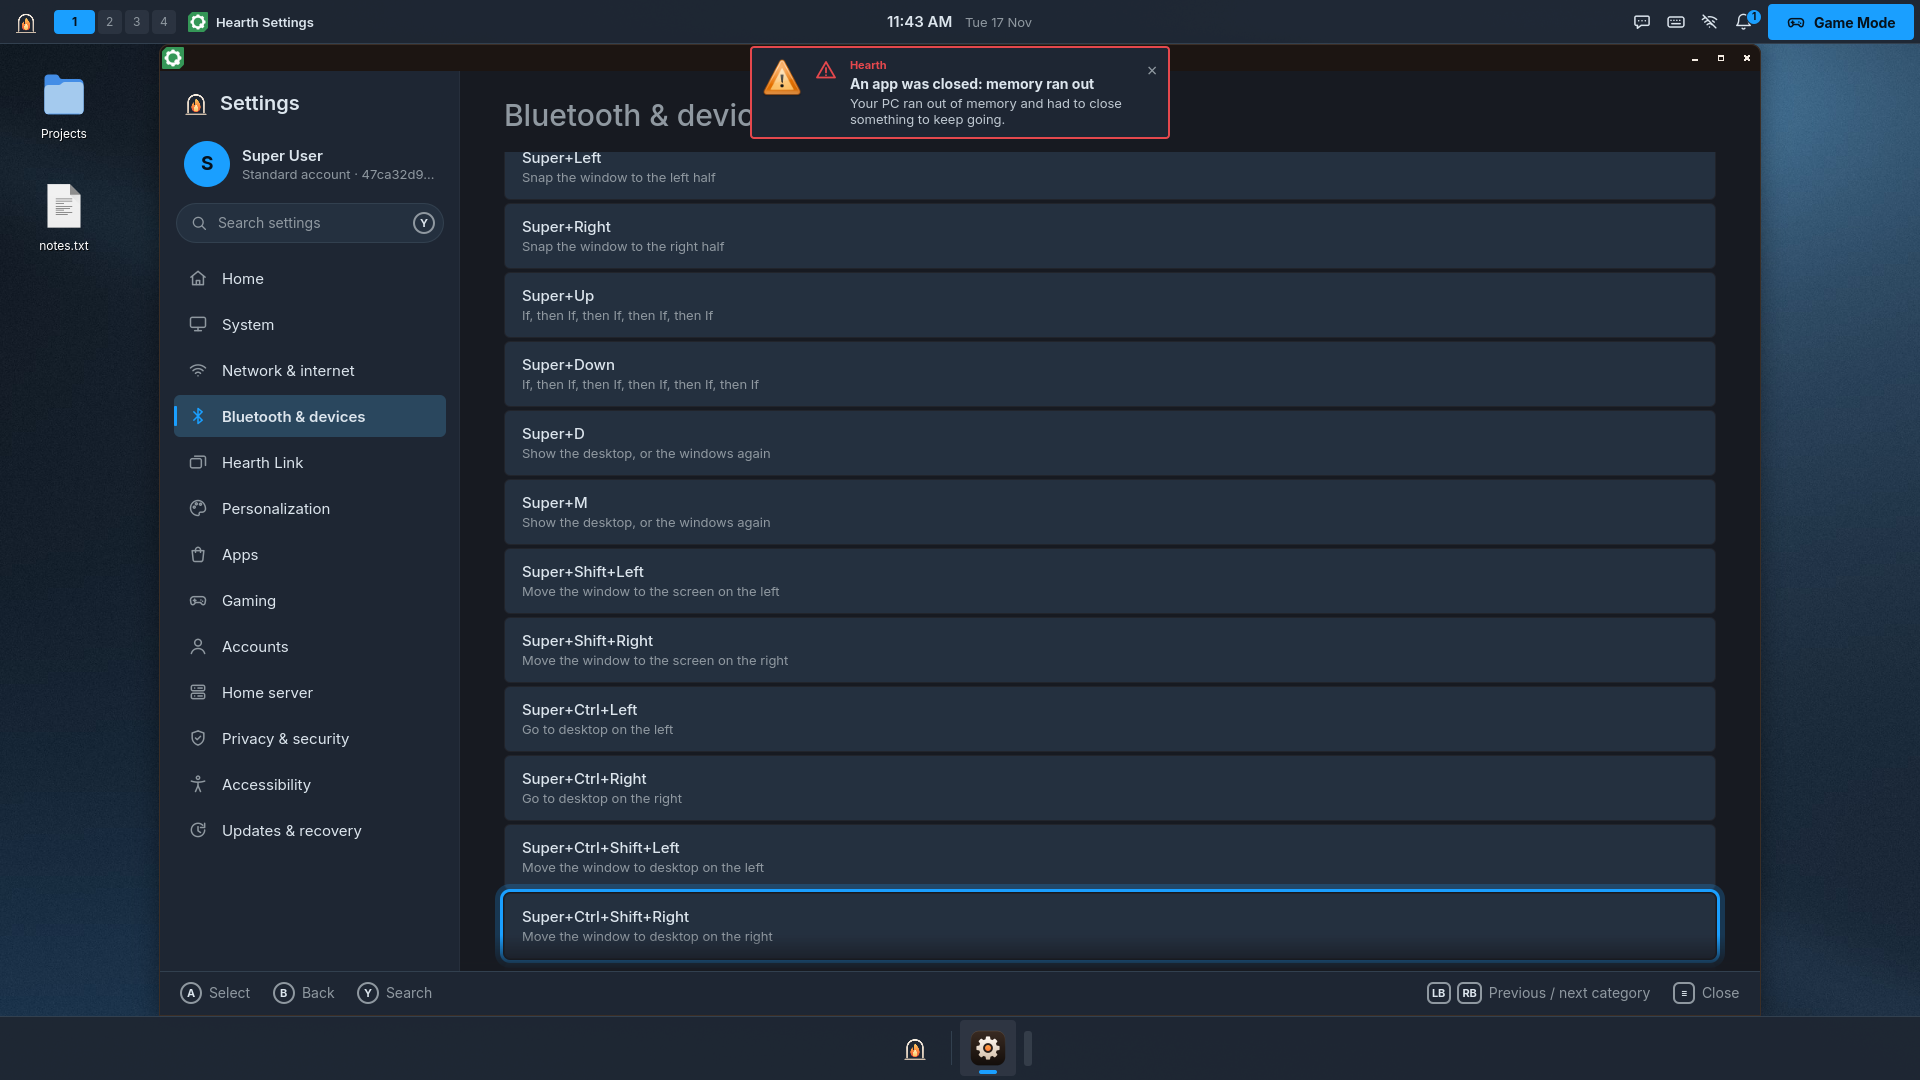 1 2 3 4 Hearth Settings 11:43 AM Tue 17 Nov 1 Game Mode
Projects
notes.txt
Hearth
An app was closed: memory ran out
Your PC ran out of memory and had to close
something to keep going.
Settings
S
Super User
Standard account · 47ca32d9...
Search settings Y
Home
System
Network & internet
Bluetooth & devices
Hearth Link
Personalization
Apps
Gaming
Accounts
Home server
Privacy & security
Accessibility
Updates & recovery
Bluetooth & devic
Super+Left
Snap the window to the left half
Super+Right
Snap the window to the right half
Super+Up
If, then If, then If, then If, then If
Super+Down
If, then If, then If, then If, then If, then If
Super+D
Show the desktop, or the windows again
Super+M
Show the desktop, or the windows again
Super+Shift+Left
Move the window to the screen on the left
Super+Shift+Right
Move the window to the screen on the right
Super+Ctrl+Left
Go to desktop on the left
Super+Ctrl+Right
Go to desktop on the right
Super+Ctrl+Shift+Left
Move the window to desktop on the left
Super+Ctrl+Shift+Right
Move the window to desktop on the right
A Select B Back Y Search LB RB Previous / next category Close